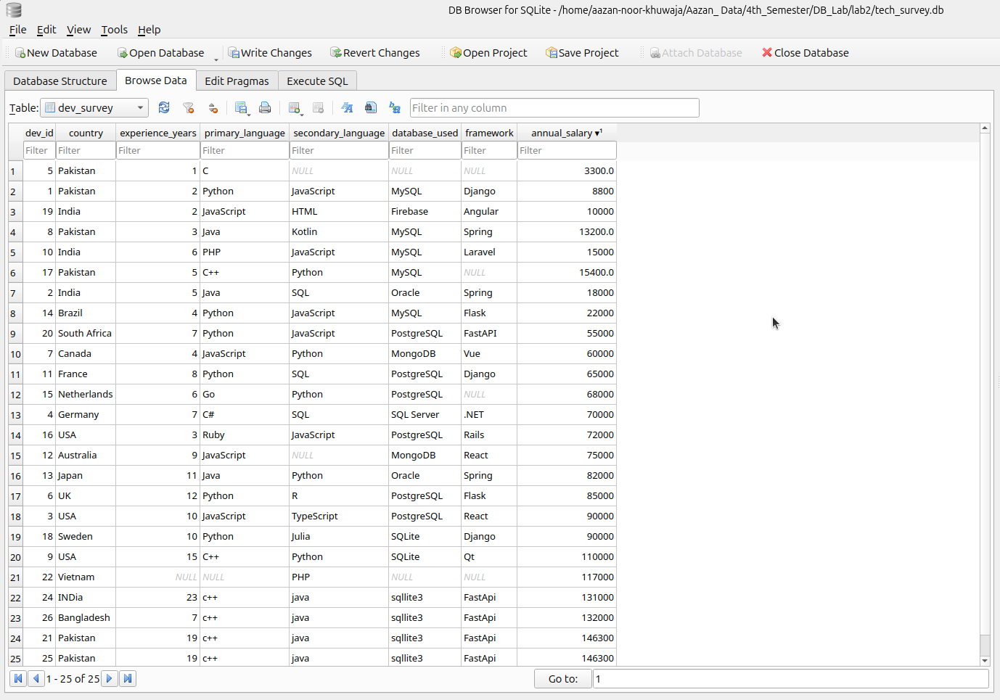 DB Browser for SQLite - /home/aazan-noor-khuwaja/Aazan_ Data/4th_Semester/DB_Lab/lab2/tech_survey.db
File Edit View Tools Help
New Database Open Database Write Changes Revert Changes Open Project Save Project Attach Database Close Database
Database Structure Browse Data Edit Pragmas Execute SQL
Table: dev_survey Filter in any column
dev_id country experience_years primary_language secondary_language database_used framework annual_salary ▾¹
Filter Filter Filter Filter Filter Filter Filter Filter
1 5 Pakistan 1 C NULL NULL NULL 3300.0
2 1 Pakistan 2 Python JavaScript MySQL Django 8800
3 19 India 2 JavaScript HTML Firebase Angular 10000
4 8 Pakistan 3 Java Kotlin MySQL Spring 13200.0
5 10 India 6 PHP JavaScript MySQL Laravel 15000
6 17 Pakistan 5 C++ Python MySQL NULL 15400.0
7 2 India 5 Java SQL Oracle Spring 18000
8 14 Brazil 4 Python JavaScript MySQL Flask 22000
9 20 South Africa 7 Python JavaScript PostgreSQL FastAPI 55000
10 7 Canada 4 JavaScript Python MongoDB Vue 60000
11 11 France 8 Python SQL PostgreSQL Django 65000
12 15 Netherlands 6 Go Python PostgreSQL NULL 68000
13 4 Germany 7 C# SQL SQL Server .NET 70000
14 16 USA 3 Ruby JavaScript PostgreSQL Rails 72000
15 12 Australia 9 JavaScript NULL MongoDB React 75000
16 13 Japan 11 Java Python Oracle Spring 82000
17 6 UK 12 Python R PostgreSQL Flask 85000
18 3 USA 10 JavaScript TypeScript PostgreSQL React 90000
19 18 Sweden 10 Python Julia SQLite Django 90000
20 9 USA 15 C++ Python SQLite Qt 110000
21 22 Vietnam NULL NULL PHP NULL NULL 117000
22 24 INDia 23 c++ java sqllite3 FastApi 131000
23 26 Bangladesh 7 c++ java sqllite3 FastApi 132000
24 21 Pakistan 19 c++ java sqllite3 FastApi 146300
25 25 Pakistan 19 c++ java sqllite3 FastApi 146300
1 - 25 of 25 Go to: 1